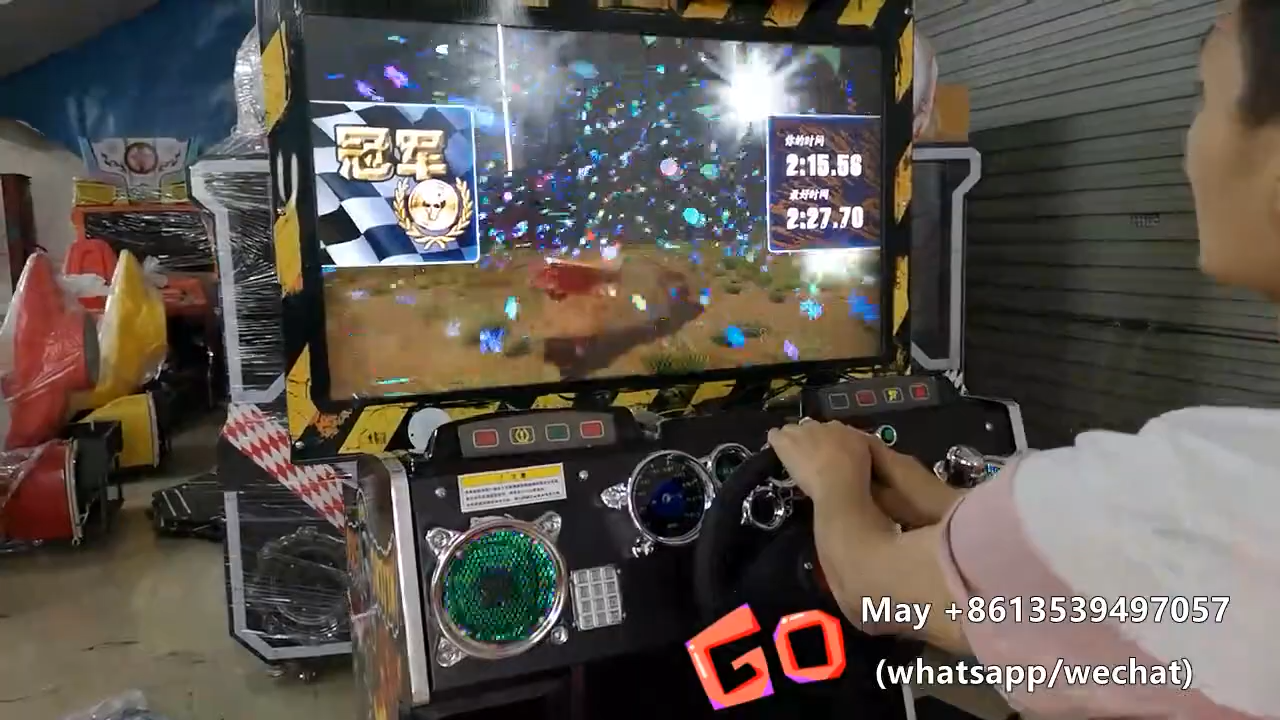 冠军
你的时间
2:15.56
最好时间
2:27.70
GO
May +8613539497057
(whatsapp/wechat)